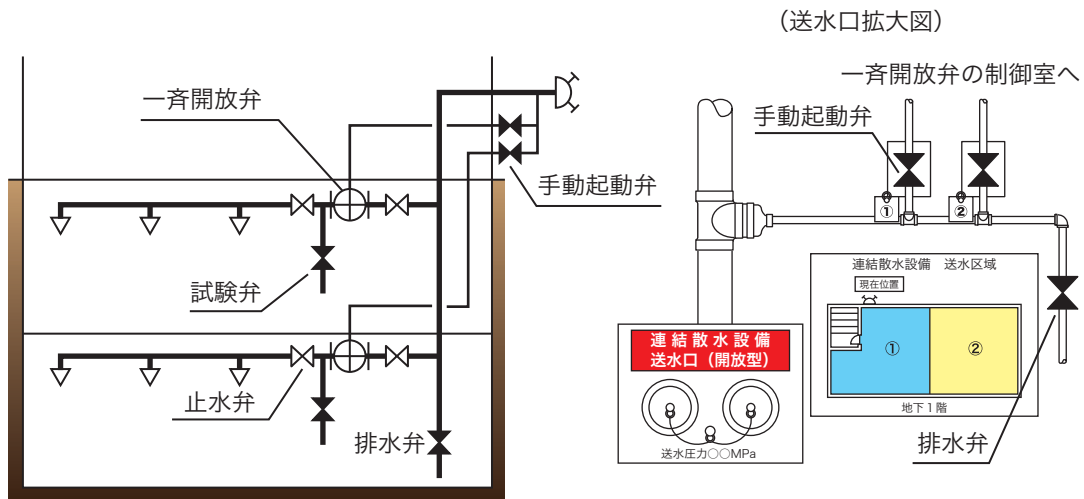 （送水口拡大図）
一斉開放弁の制御室へ
一斉開放弁
手動起動弁
手動起動弁
①
②
試験弁
連結散水設備　送水区域
現在位置
連結散水設備
送水口（開放型）
①
②
止水弁
地下１階
排水弁
送水圧力○○MPa
排水弁